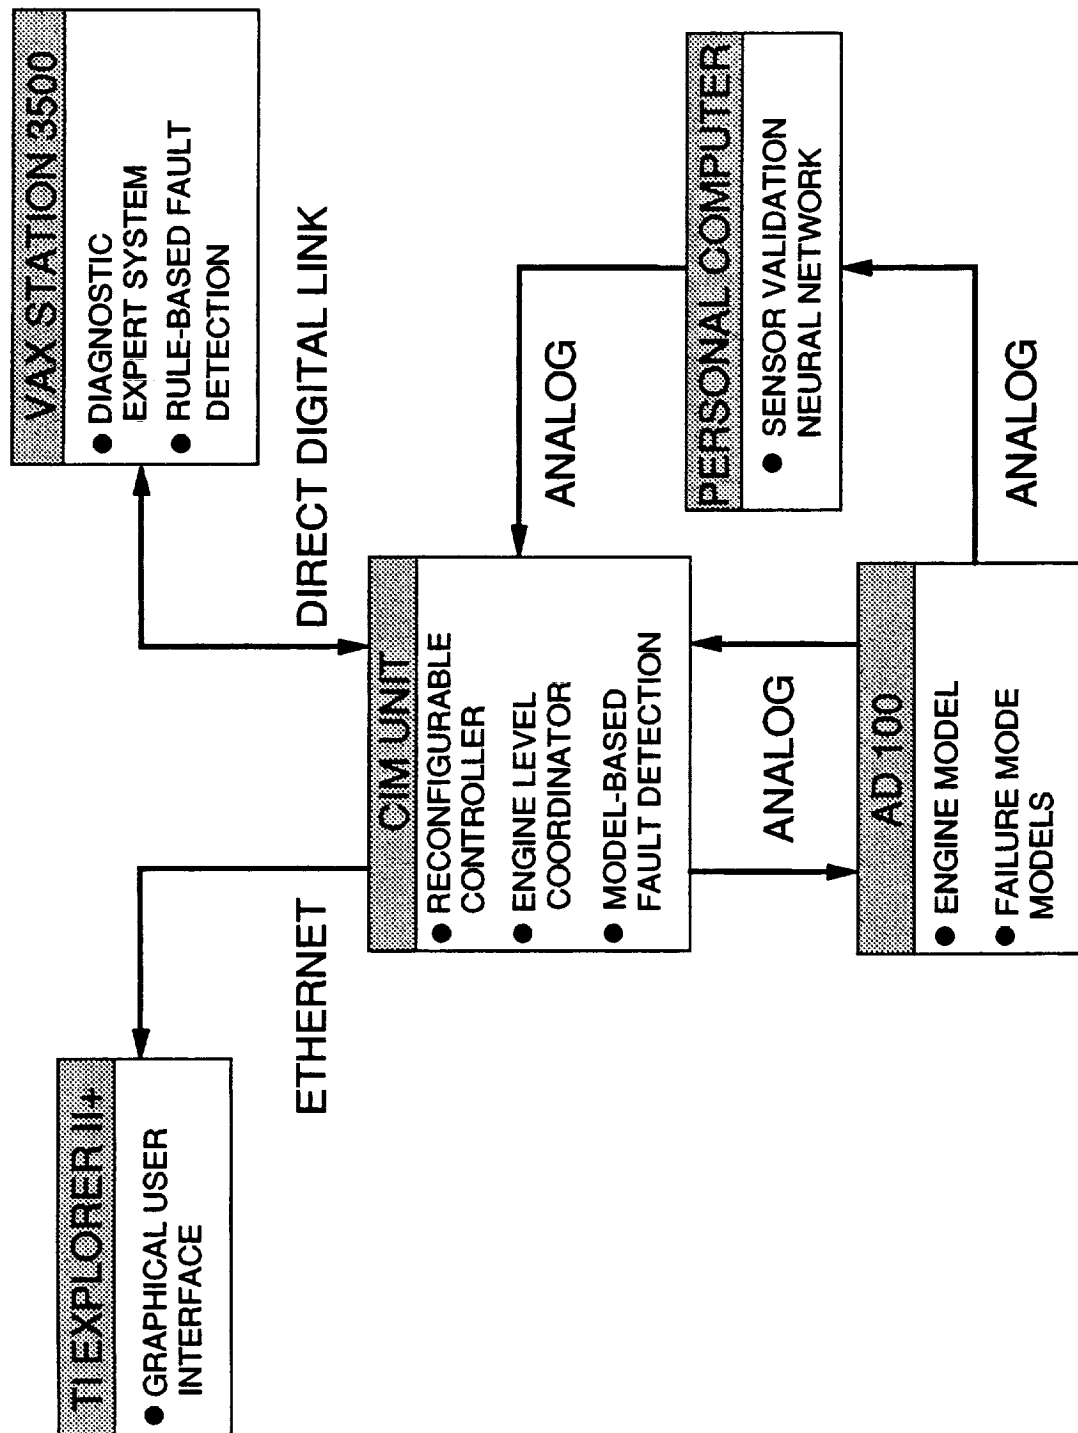 TI EXPLORER II+
● GRAPHICAL USER
INTERFACE
ETHERNET
VAX STATION 3500
● DIAGNOSTIC
EXPERT SYSTEM
● RULE-BASED FAULT
DETECTION
DIRECT DIGITAL LINK
CIM UNIT
● RECONFIGURABLE
CONTROLLER
● ENGINE LEVEL
COORDINATOR
● MODEL-BASED
FAULT DETECTION
ANALOG
PERSONAL COMPUTER
● SENSOR VALIDATION
NEURAL NETWORK
ANALOG
AD 100
● ENGINE MODEL
● FAILURE MODE
MODELS
ANALOG